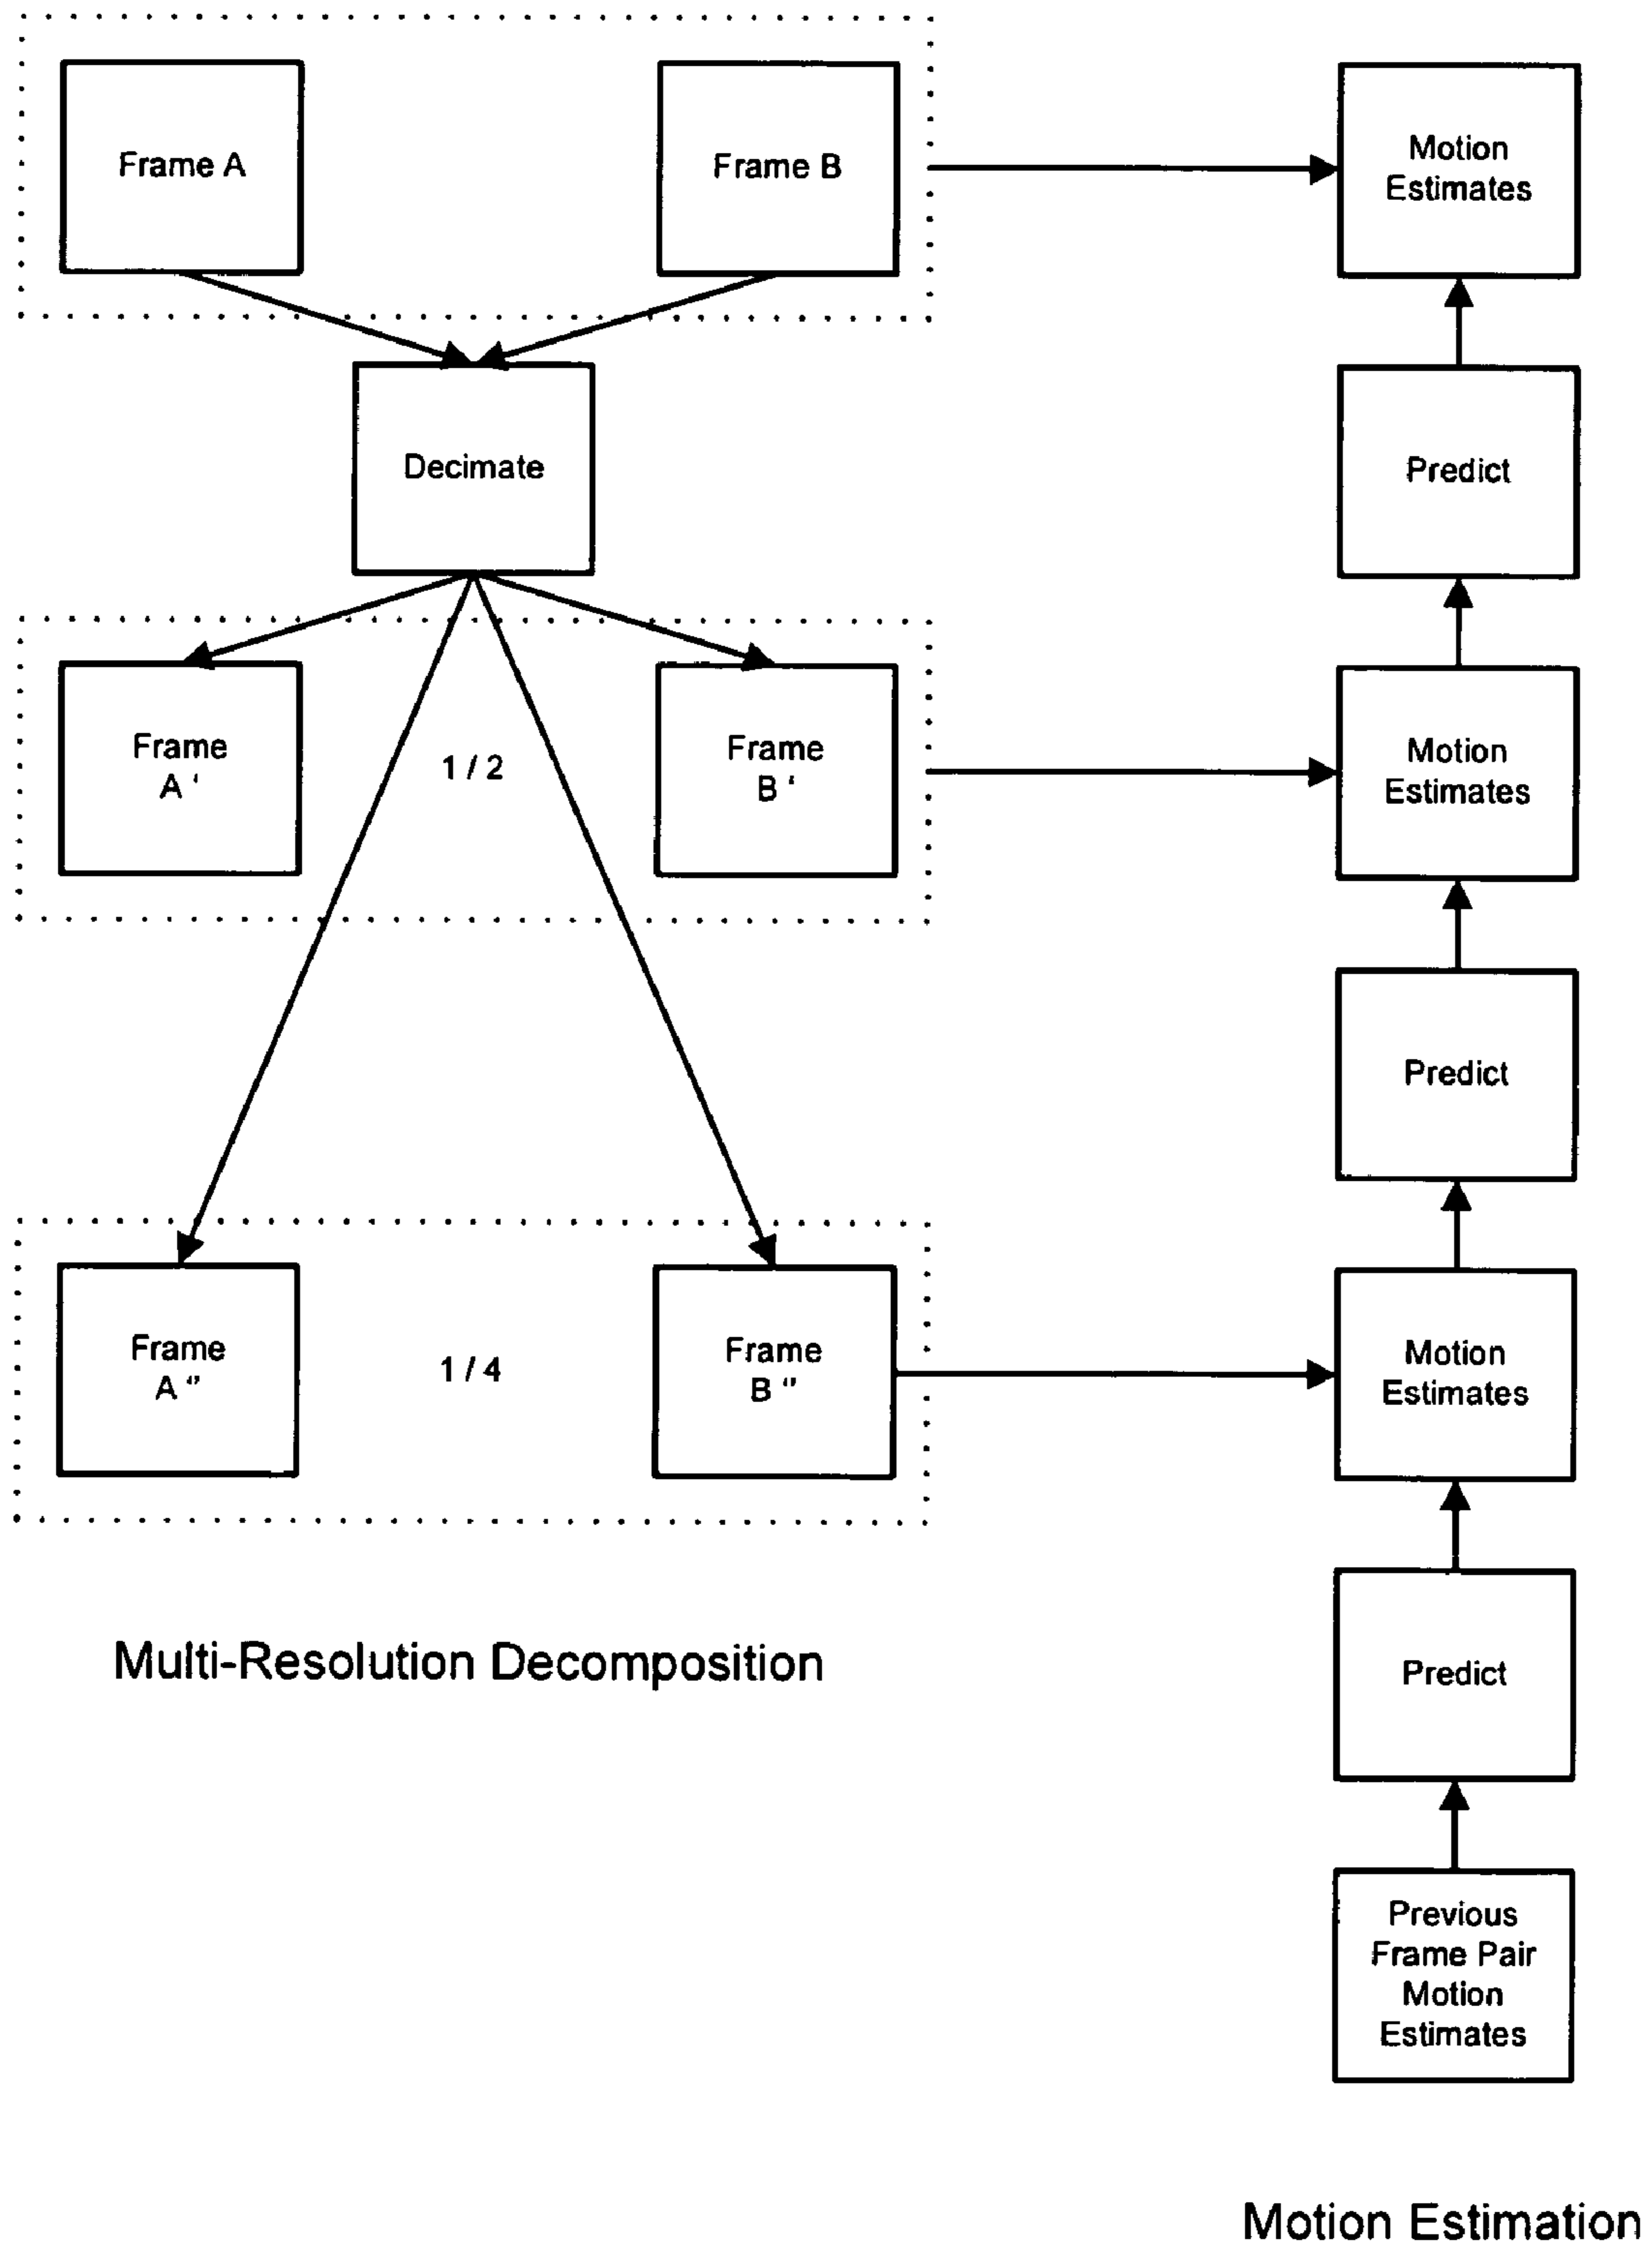 Frame A
Frame B
Motion
Estimates
Decimate
Predict
Frame
A '
1 / 2
Frame
B '
Motion
Estimates
Predict
Frame
A "
1 / 4
Frame
B "
Motion
Estimates
Multi-Resolution Decomposition
Predict
Previous
Frame Pair
Motion
Estimates
Motion Estimation